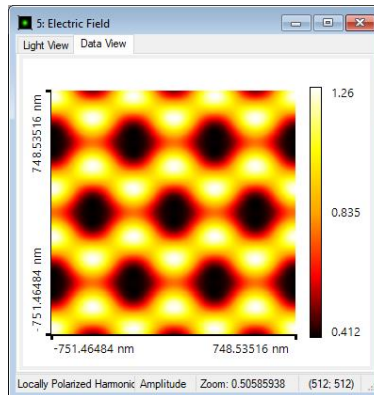 5: Electric Field
Light View Data View
748.53516 nm
-751.46484 nm
1.26
0.835
0.412
-751.46484 nm 748.53516 nm
Locally Polarized Harmonic Amplitude Zoom: 0.50585938 (512; 512)